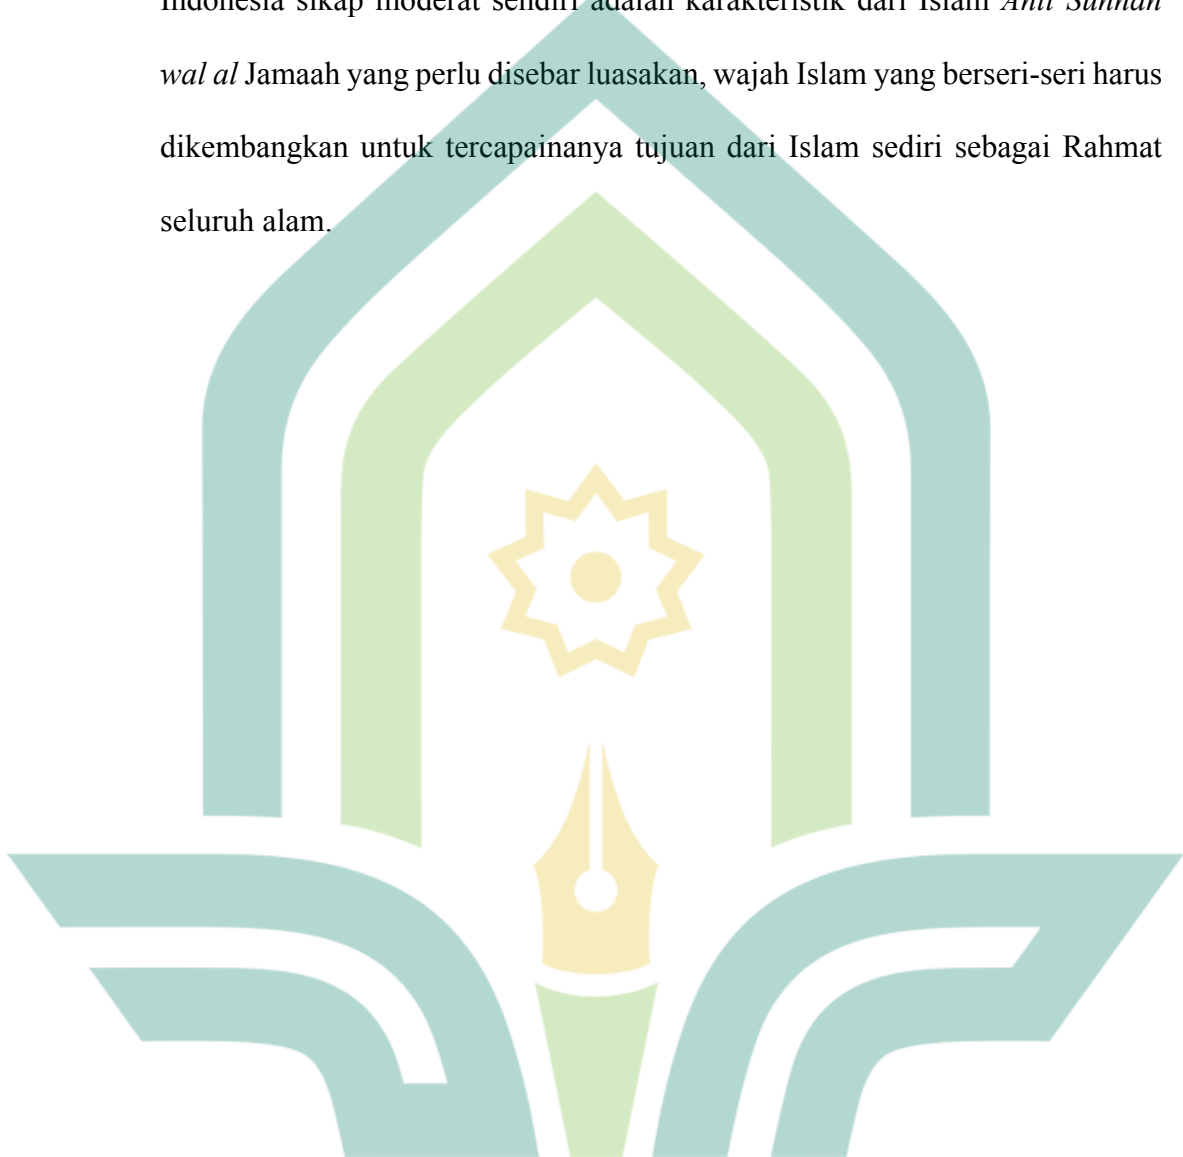 Indonesia sikap moderat sendiri adalah karakteristik dari Islam Ahli Sunnah
wal al Jamaah yang perlu disebar luasakan, wajah Islam yang berseri-seri harus
dikembangkan untuk tercapainanya tujuan dari Islam sediri sebagai Rahmat
seluruh alam.